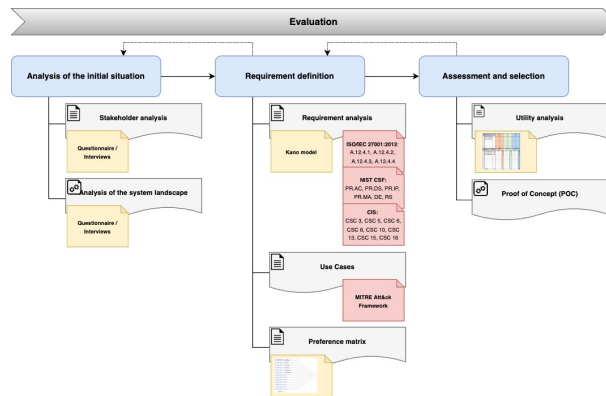 Evaluation
Analysis of the initial situation
Requirement definition
Assessment and selection
Stakeholder analysis
Questionnaire /
Interviews
Analysis of the system landscape
Questionnaire /
Interviews
Requirement analysis
Kano model
ISO/IEC 27001:2013:
A.12.4.1, A.12.4.2,
A.12.4.3, A.12.4.4
NIST CSF:
PR.AC, PR.DS, PR.IP,
PR.MA, DE, RS
CIS:
CSC 3, CSC 5, CSC 6,
CSC 8, CSC 10, CSC
13, CSC 15, CSC 16
Use Cases
MITRE Att&ck
Framework
Preference matrix
Utility analysis
Proof of Concept (POC)